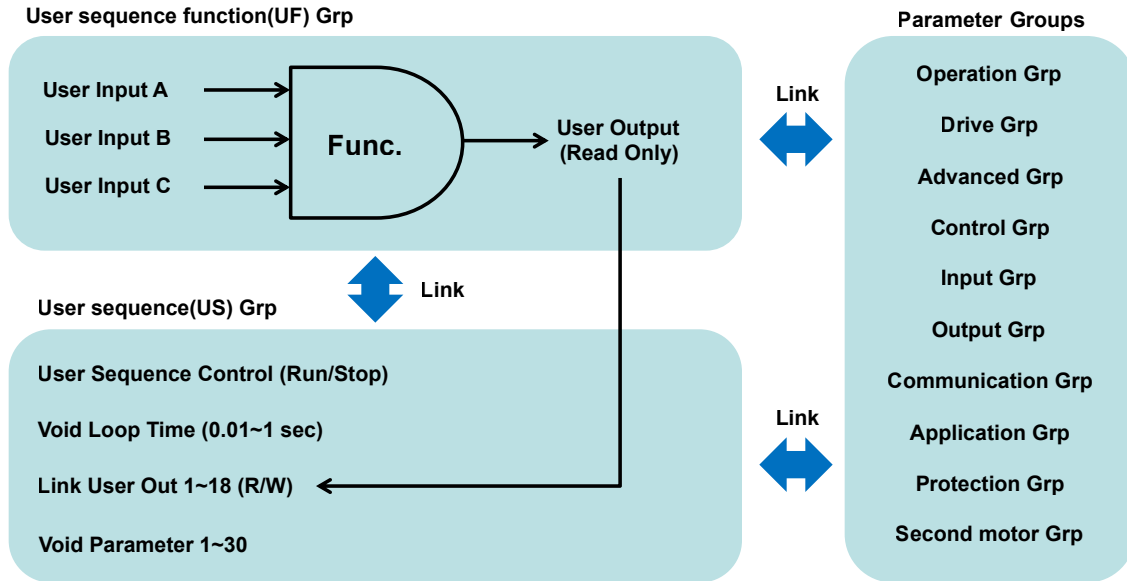 User sequence function(UF) Grp
User Input A
User Input B
User Input C
Func.
User Output
(Read Only)
Link
User sequence(US) Grp
Link
User Sequence Control (Run/Stop)
Void Loop Time (0.01~1 sec)
Link User Out 1~18 (R/W)
Void Parameter 1~30
Link
Parameter Groups
Operation Grp
Drive Grp
Advanced Grp
Control Grp
Input Grp
Output Grp
Communication Grp
Application Grp
Protection Grp
Second motor Grp